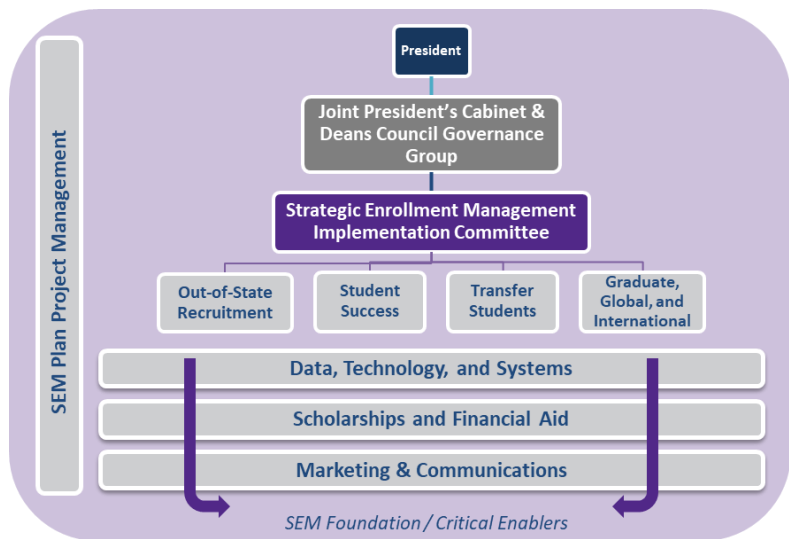 President
Joint President's Cabinet &
Deans Council Governance
Group
SEM Plan Project Management
Strategic Enrollment Management
Implementation Committee
Out-of-State
Recruitment
Student
Success
Transfer
Students
Graduate,
Global, and
International
Data, Technology, and Systems
Scholarships and Financial Aid
Marketing & Communications
SEM Foundation / Critical Enablers